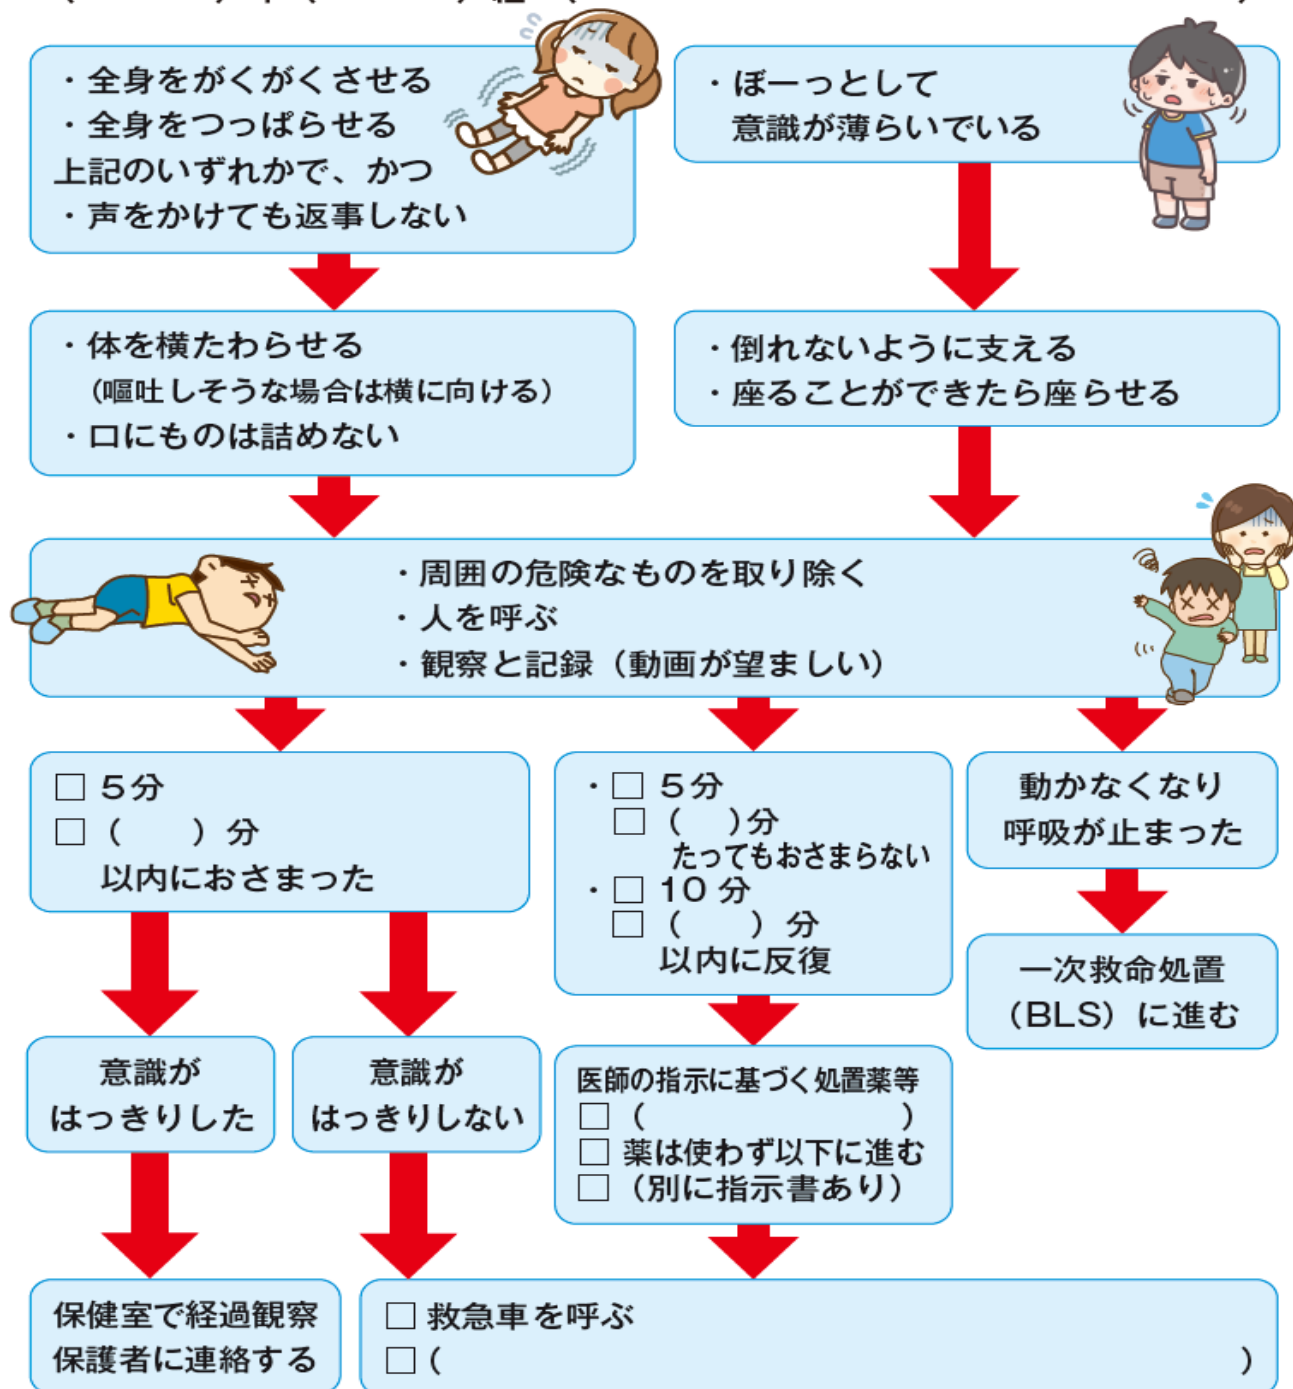 ・全身をがくがくさせる
・全身をつっぱらせる
上記のいずれかで、かつ
・声をかけても返事しない
・ぼーっとして
意識が薄らいでいる
・体を横たわらせる
（嘔吐しそうな場合は横に向ける）
・口にものは詰めない
・倒れないように支える
・座ることができたら座らせる
・周囲の危険なものを取り除く
・人を呼ぶ
・観察と記録（動画が望ましい）
□ 5分
□（　　）分
以内におさまった
・□ 5分
□（　）分
たってもおさまらない
・□ 10分
□（　　）分
以内に反復
動かなくなり
呼吸が止まった
一次救命処置
（BLS）に進む
意識が
はっきりした
意識が
はっきりしない
医師の指示に基づく処置薬等
□（　　　　　　　　）
□ 薬は使わず以下に進む
□（別に指示書あり）
保健室で経過観察
保護者に連絡する
□ 救急車を呼ぶ
□（　　　　　　　　　　　　　　　　　　　　）